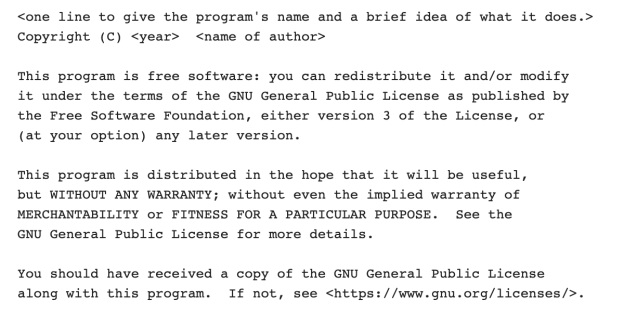 <one line to give the program's name and a brief idea of what it does.>
Copyright (C) <year>  <name of author>

This program is free software: you can redistribute it and/or modify
it under the terms of the GNU General Public License as published by
the Free Software Foundation, either version 3 of the License, or
(at your option) any later version.

This program is distributed in the hope that it will be useful,
but WITHOUT ANY WARRANTY; without even the implied warranty of
MERCHANTABILITY or FITNESS FOR A PARTICULAR PURPOSE.  See the
GNU General Public License for more details.

You should have received a copy of the GNU General Public License
along with this program.  If not, see <https://www.gnu.org/licenses/>.